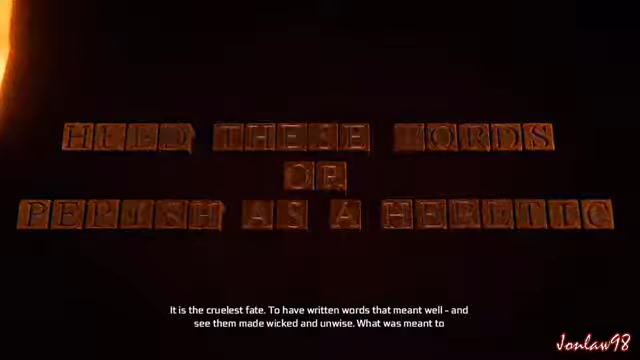 HEED THESE WORDS
OR
PERISH AS A HERETIC
It is the cruelest fate. To have written words that meant well - and
see them made wicked and unwise. What was meant to
Jonlaw98